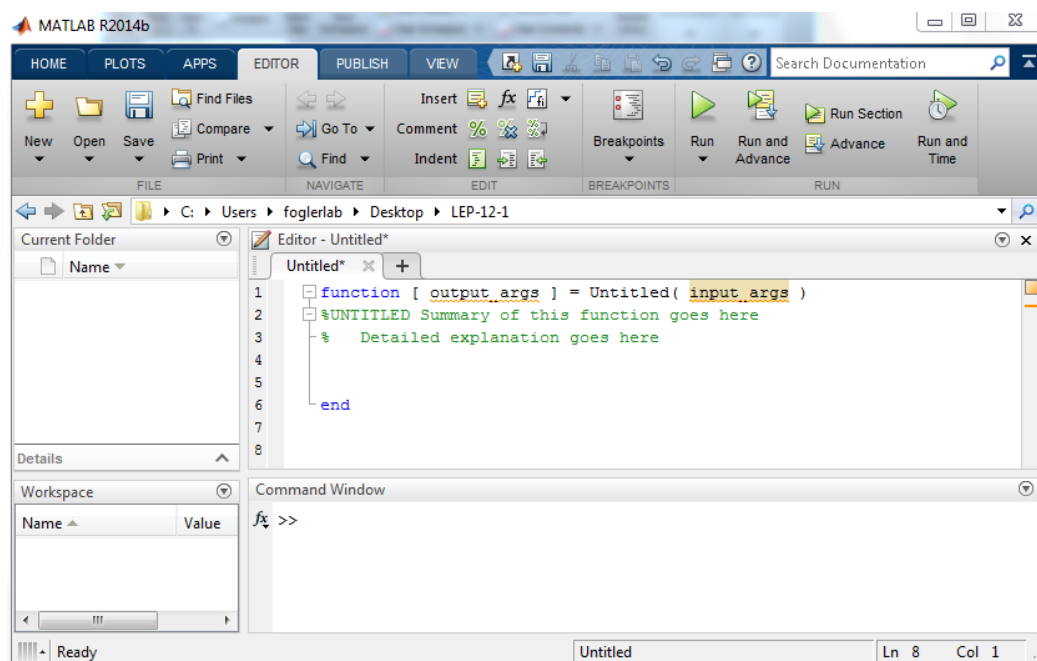 MATLAB R2014b
HOME PLOTS APPS EDITOR PUBLISH VIEW Search Documentation
New Open Save Find Files Compare Print
FILE
Go To Find
NAVIGATE
Insert fx fi
Comment % %
Indent
EDIT
Breakpoints
BREAKPOINTS
Run Run and Advance Run Section Advance Run and Time
RUN
C: Users foglerlab Desktop LEP-12-1
Current Folder
Name
Details
Workspace
Name Value
Editor - Untitled*
Untitled*
1 function [ output_args ] = Untitled( input_args )
2 %UNTITLED Summary of this function goes here
3 % Detailed explanation goes here
4
5
6 end
7
8
Command Window
fx >>
Ready Untitled Ln 8 Col 1